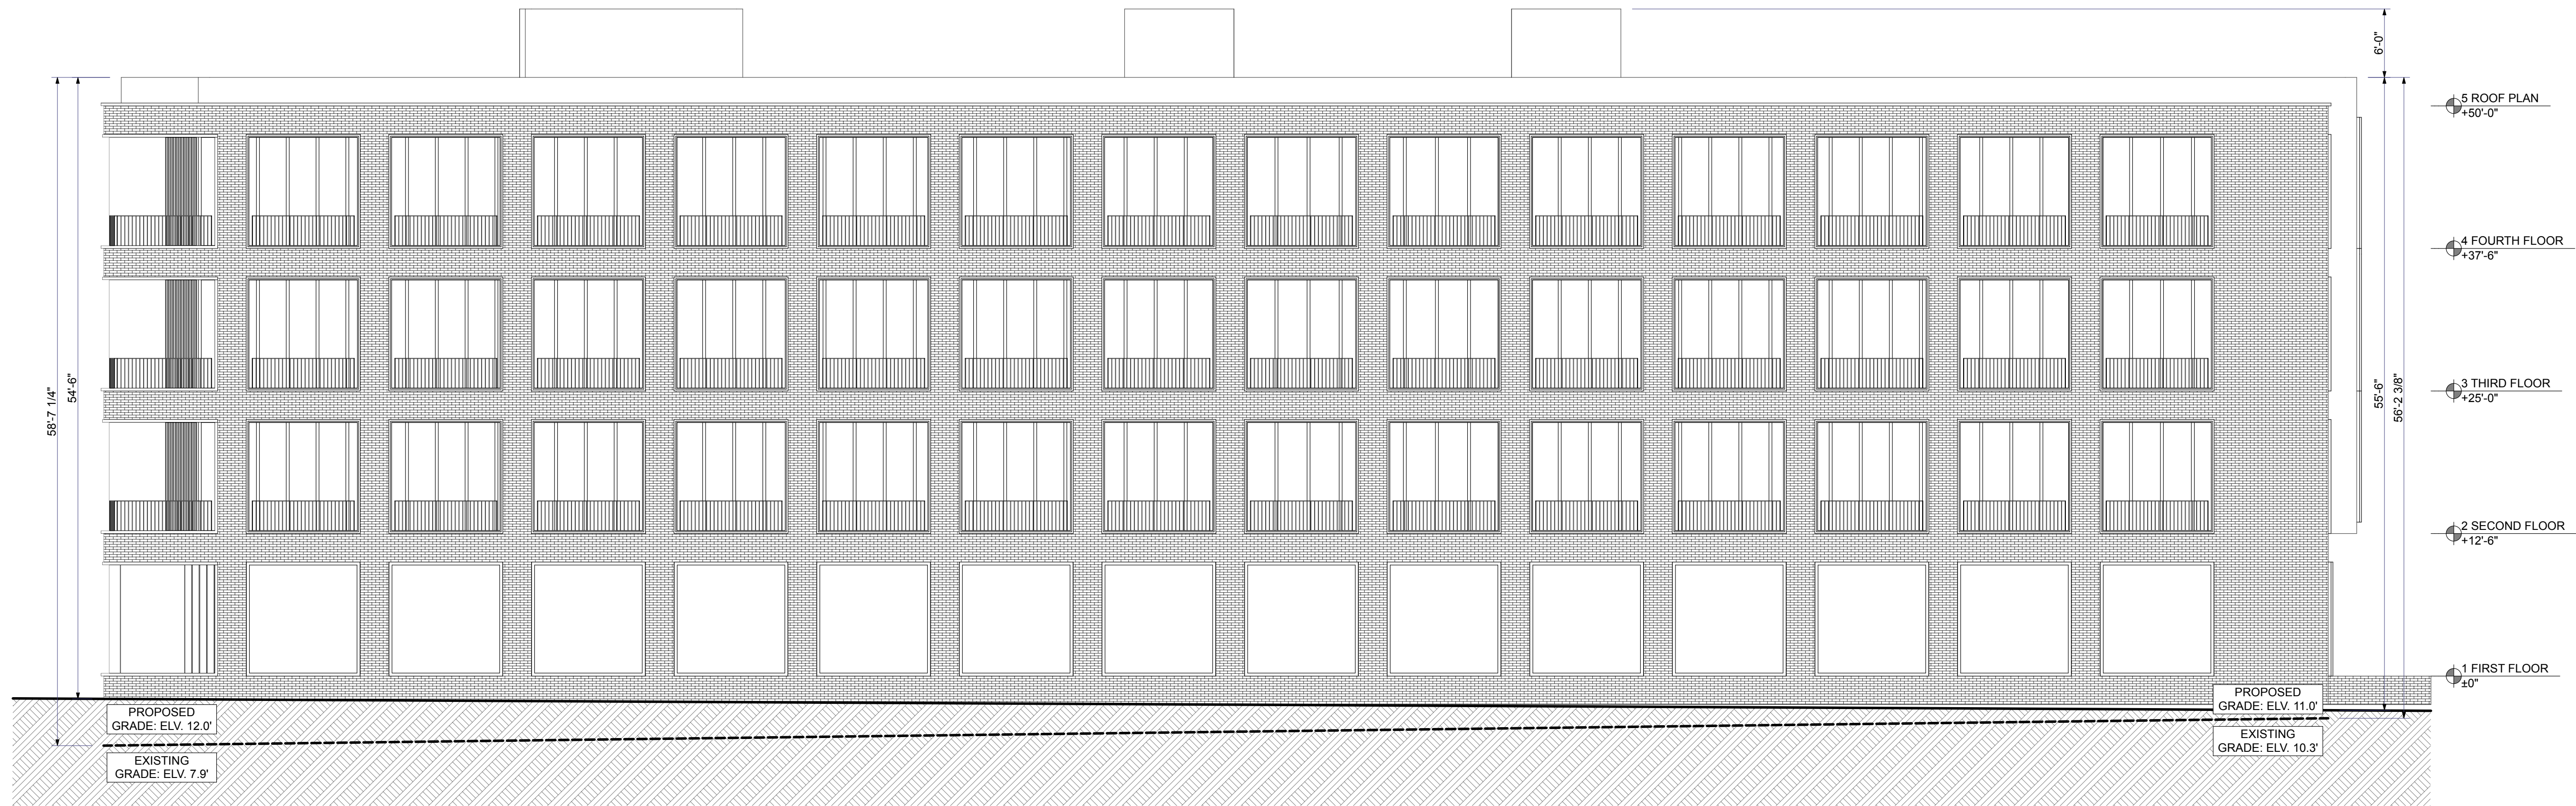 6'-0"
5 ROOF PLAN
+50'-0"
4 FOURTH FLOOR
+37'-6"
58'-7 1/4"
54'-6"
55'-6"
56'-2 3/8"
3 THIRD FLOOR
+25'-0"
2 SECOND FLOOR
+12'-6"
1 FIRST FLOOR
±0"
PROPOSED
GRADE: ELV. 12.0'
EXISTING
GRADE: ELV. 7.9'
PROPOSED
GRADE: ELV. 11.0'
EXISTING
GRADE: ELV. 10.3'